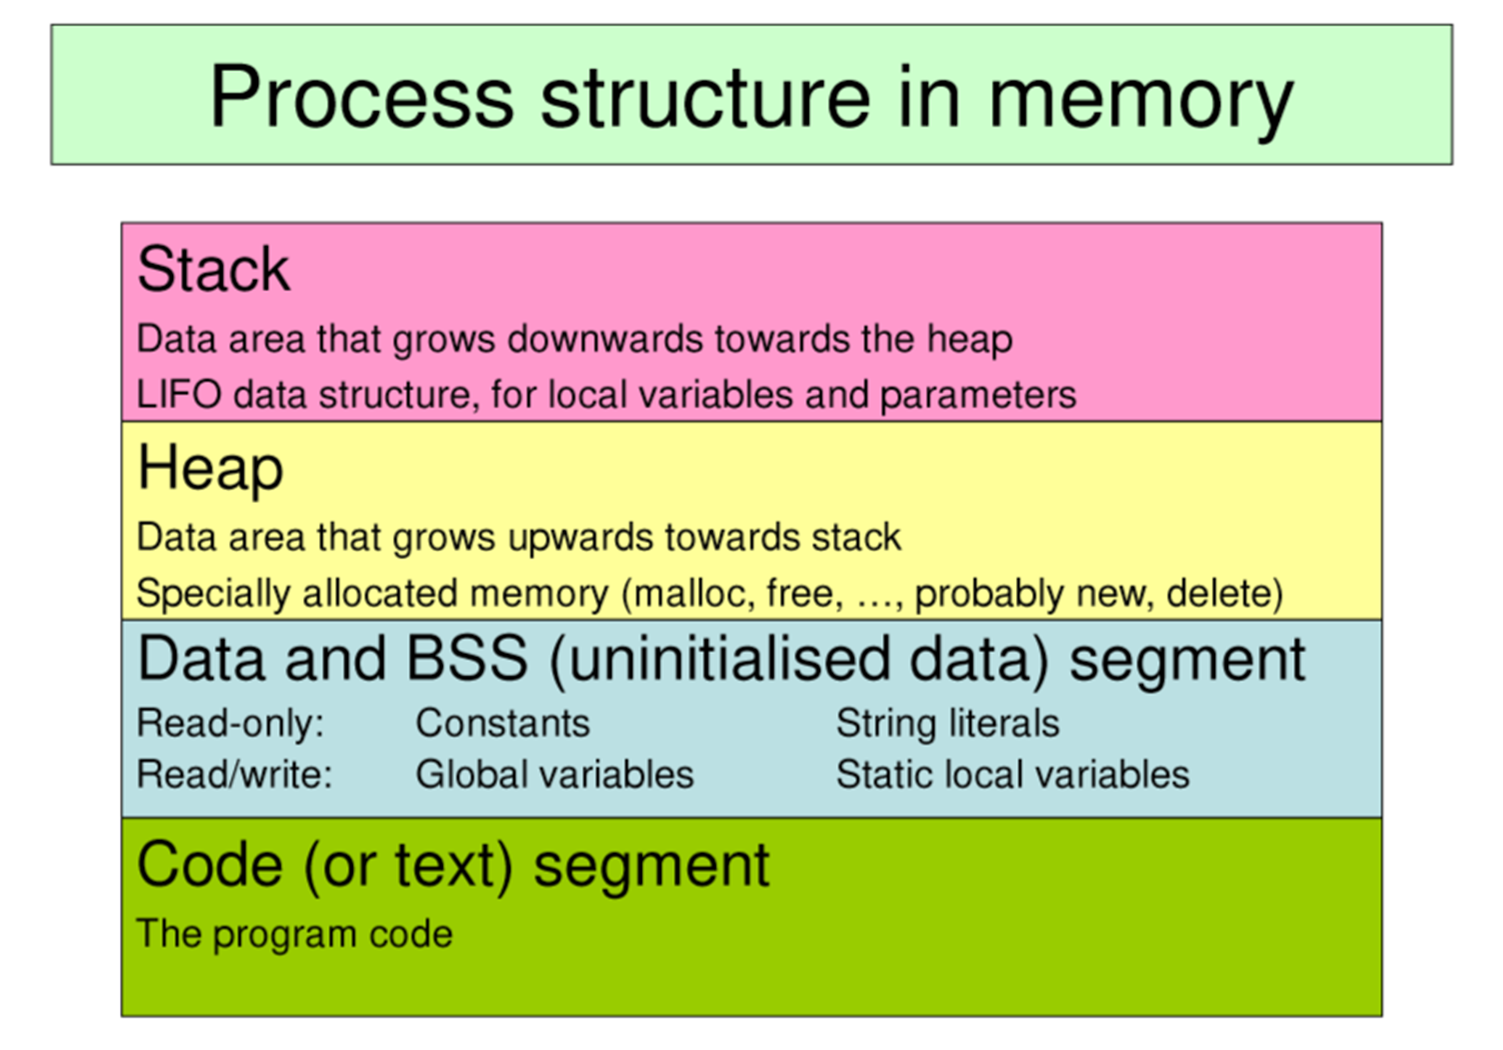 Process structure in memory
Stack
Data area that grows downwards towards the heap
LIFO data structure, for local variables and parameters
Heap
Data area that grows upwards towards stack
Specially allocated memory (malloc, free, …, probably new, delete)
Data and BSS (uninitialised data) segment
Read-only: Constants String literals
Read/write: Global variables Static local variables
Code (or text) segment
The program code